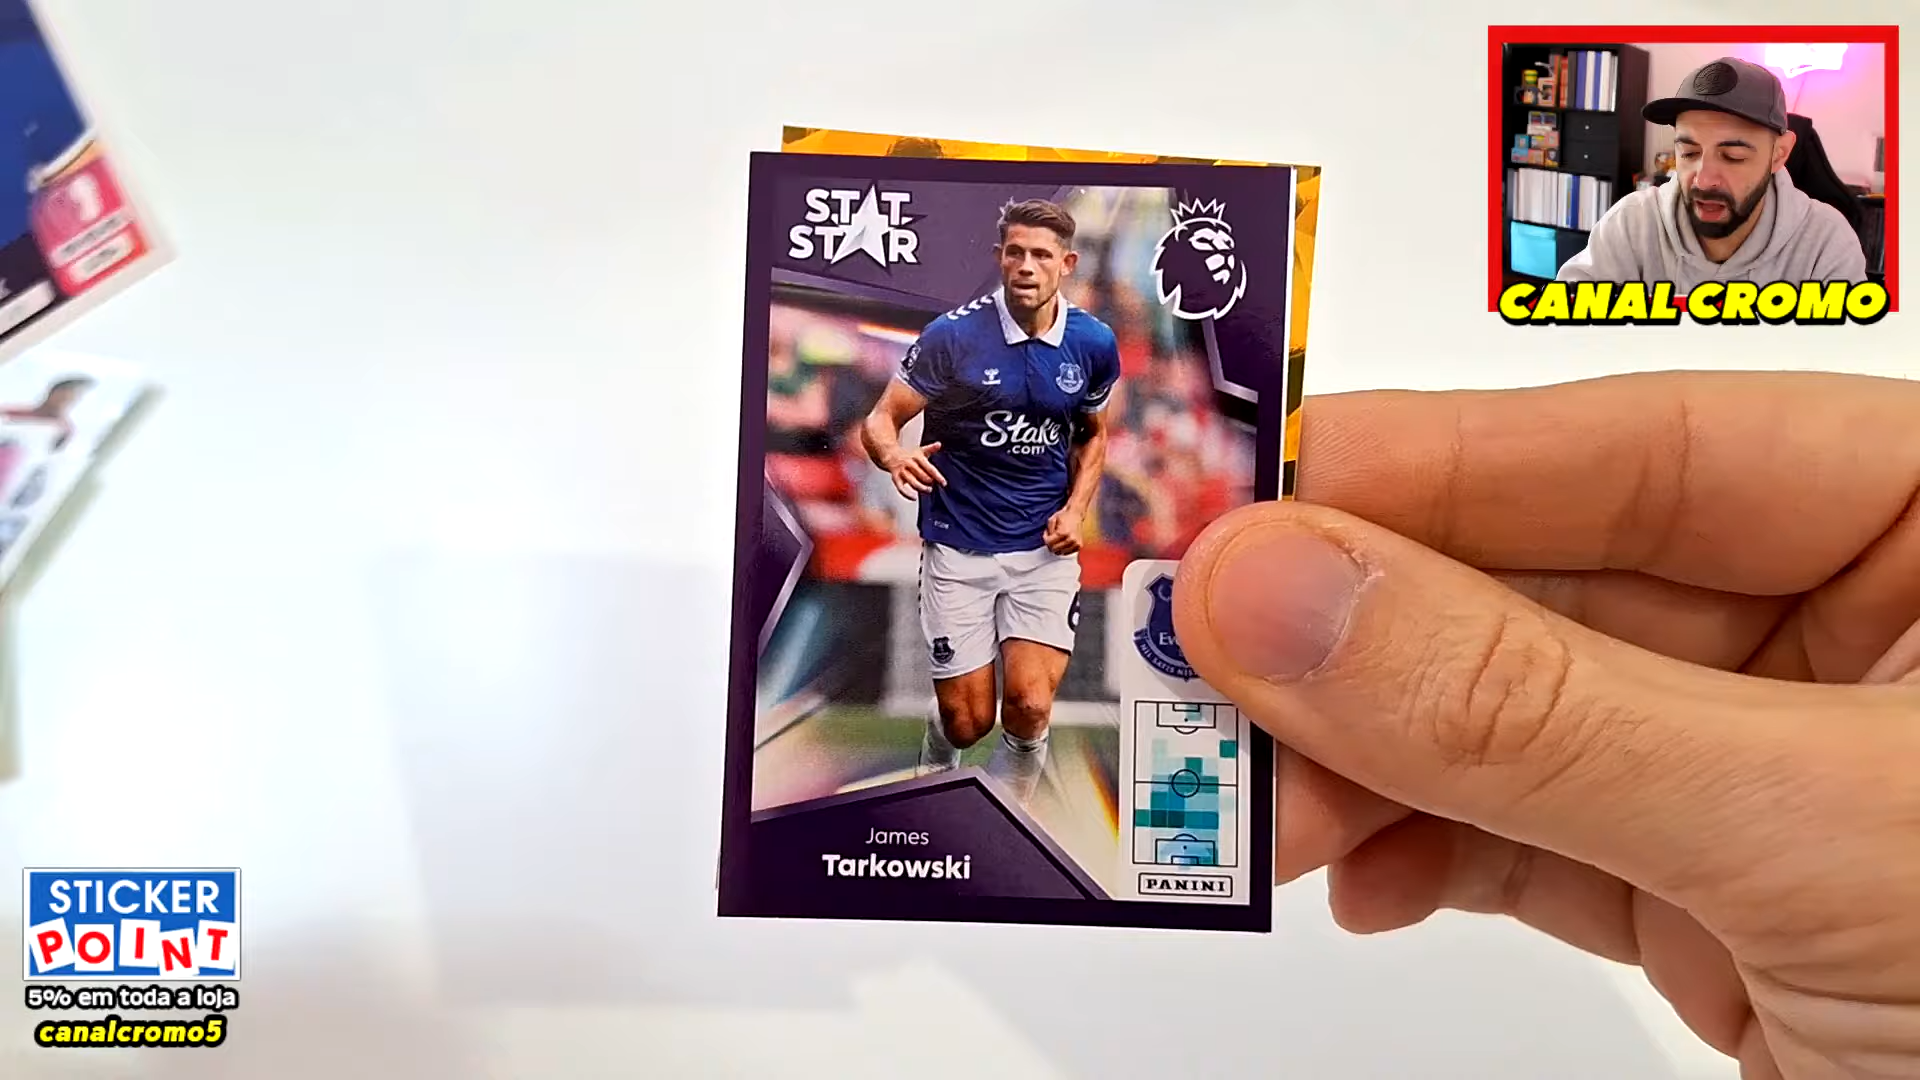 STAT
STAR
Stake
.com
James
Tarkowski
PANINI
CANAL CROMO
STICKER
POINT
5% em toda a loja
canalcromo5